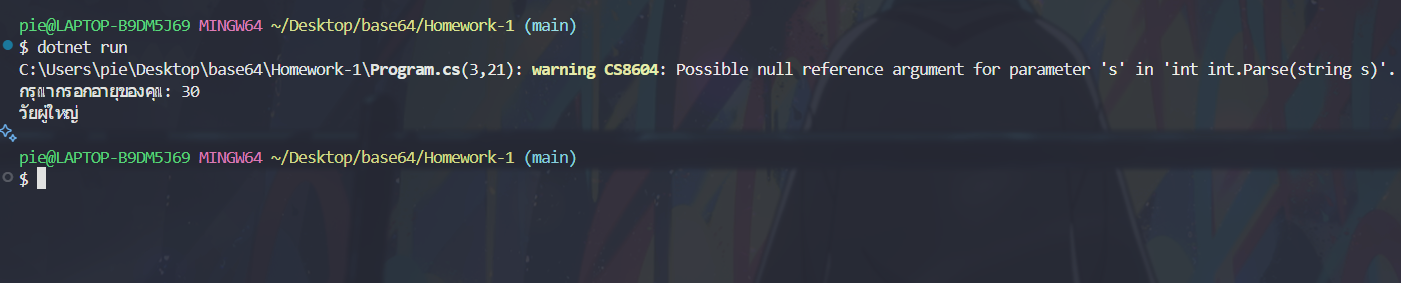 pie@LAPTOP-B9DM5J69 MINGW64 ~/Desktop/base64/Homework-1 (main)
$ dotnet run
C:\Users\pie\Desktop\base64\Homework-1\Program.cs(3,21): warning CS8604: Possible null reference argument for parameter 's' in 'int int.Parse(string s)'.
กรุณากรอกอายุของคุณ: 30
วัยผู้ใหญ่
pie@LAPTOP-B9DM5J69 MINGW64 ~/Desktop/base64/Homework-1 (main)
$